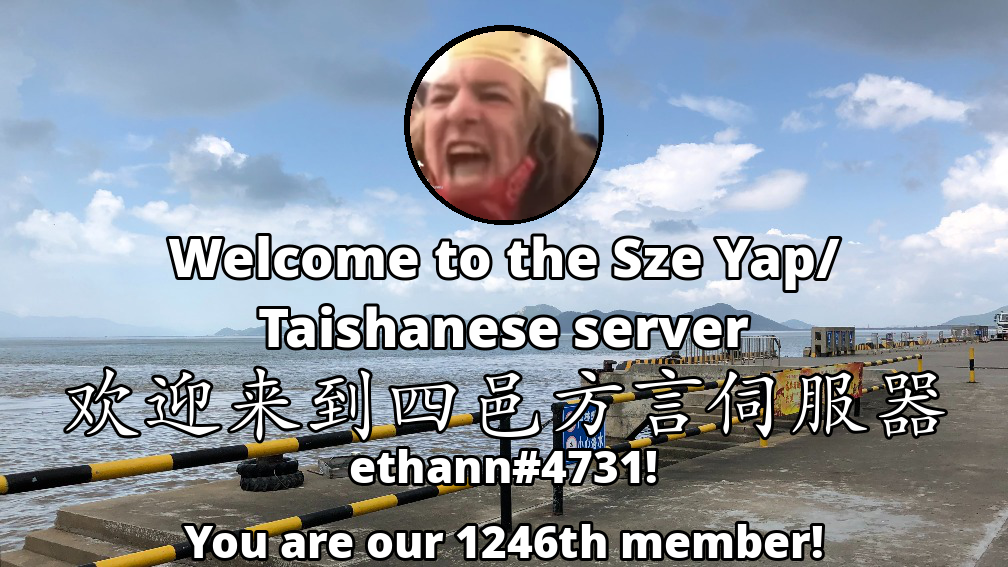 Welcome to the Sze Yap/
Taishanese server
欢迎来到四邑方言伺服器
ethann#4731!
You are our 1246th member!